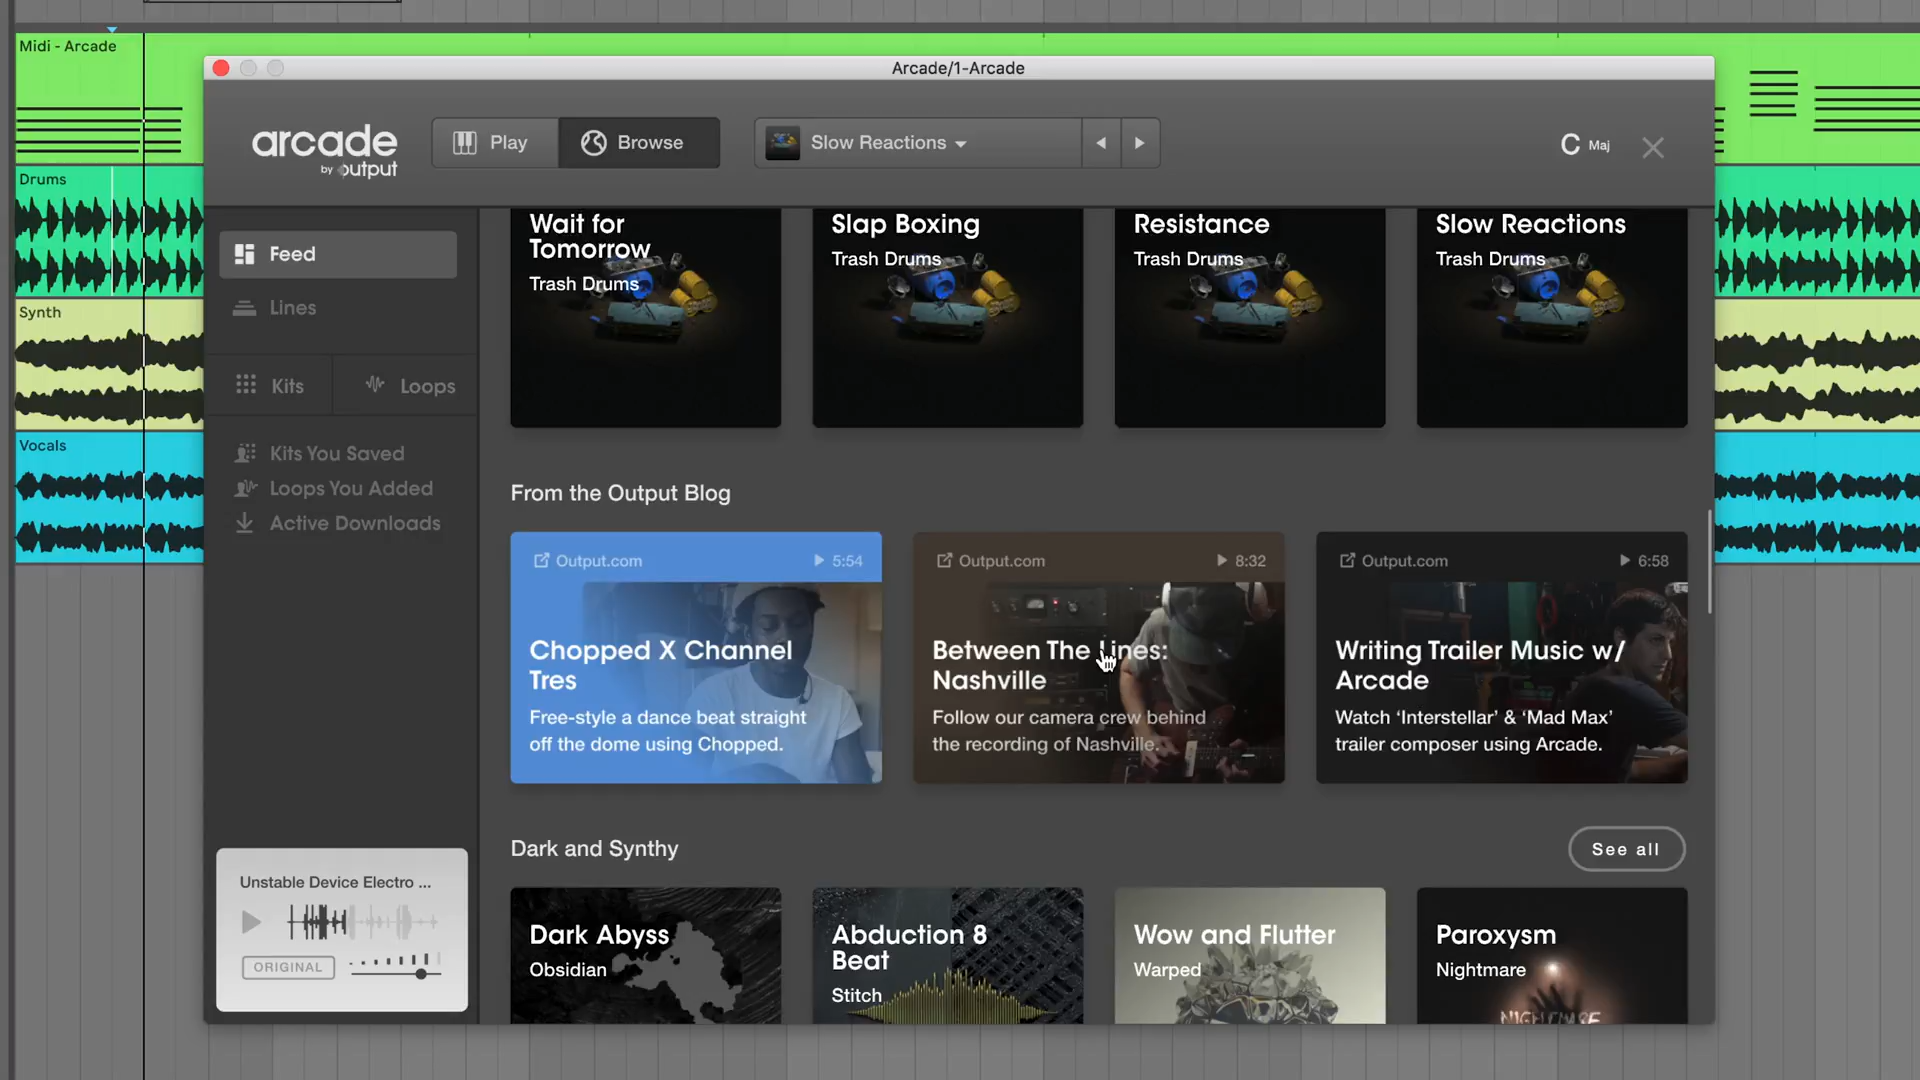 Midi - Arcade
Arcade/1-Arcade
arcade
by output
Play
Browse
Slow Reactions
C Maj
Drums
Synth
Vocals
Feed
Lines
Kits
Loops
Kits You Saved
Loops You Added
Active Downloads
Wait for
Tomorrow
Trash Drums
Slap Boxing
Trash Drums
Resistance
Trash Drums
Slow Reactions
Trash Drums
From the Output Blog
Output.com
5:54
Chopped X Channel
Tres
Free-style a dance beat straight
off the dome using Chopped.
Output.com
8:32
Between The Lines:
Nashville
Follow our camera crew behind
the recording of Nashville.
Output.com
6:58
Writing Trailer Music w/
Arcade
Watch ‘Interstellar’ & ‘Mad Max’
trailer composer using Arcade.
Dark and Synthy
See all
Dark Abyss
Obsidian
Abduction 8
Beat
Stitch
Wow and Flutter
Warped
Paroxysm
Nightmare
NIGHTMARE
Unstable Device Electro ...
ORIGINAL